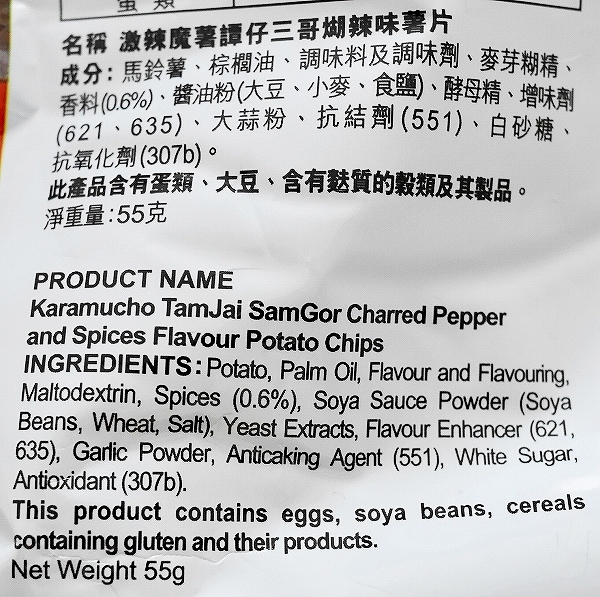 蛋 類
名稱 激辣魔薯譚仔三哥煳辣味薯片
成分: 馬鈴薯、棕櫚油、調味料及調味劑、麥芽糊精、
香料(0.6%)、醬油粉(大豆、小麥、食鹽)、酵母精、增味劑
(621、635)、大蒜粉、抗結劑(551)、白砂糖、
抗氧化劑(307b)。
此產品含有蛋類、大豆、含有麩質的穀類及其製品。
淨重量:55克
PRODUCT NAME
Karamucho TamJai SamGor Charred Pepper
and Spices Flavour Potato Chips
INGREDIENTS: Potato, Palm Oil, Flavour and Flavouring,
Maltodextrin, Spices (0.6%), Soya Sauce Powder (Soya
Beans, Wheat, Salt), Yeast Extracts, Flavour Enhancer (621,
635), Garlic Powder, Anticaking Agent (551), White Sugar,
Antioxidant (307b).
This product contains eggs, soya beans, cereals
containing gluten and their products.
Net Weight 55g